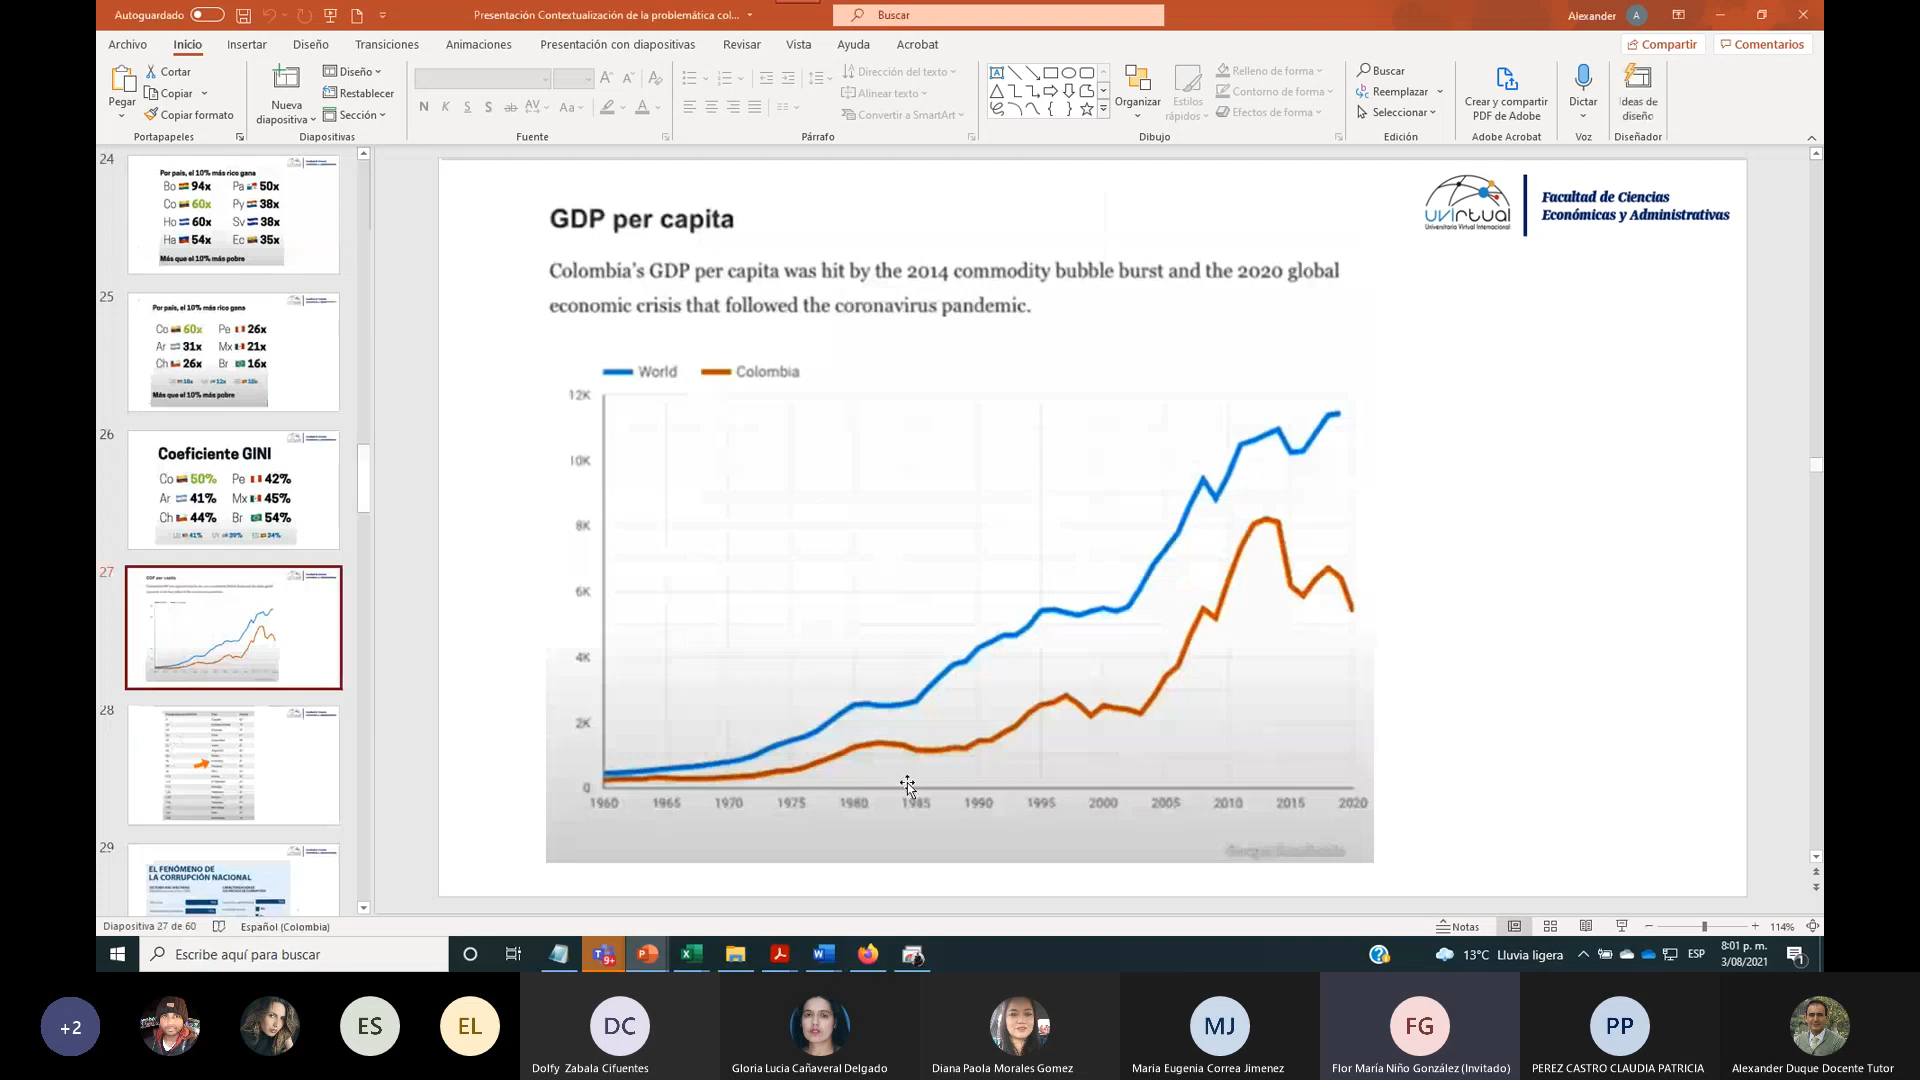 Autoguardado
Presentación Contextualización de la problemática col...
Buscar
Alexander
A
Archivo
Inicio
Insertar
Diseño
Transiciones
Animaciones
Presentación con diapositivas
Revisar
Vista
Ayuda
Acrobat
Compartir
Comentarios
Pegar
Cortar
Copiar
Copiar formato
Portapapeles
Nueva
diapositiva
Diseño
Restablecer
Sección
Diapositivas
N K S S ab AV Aa A
Fuente
Dirección del texto
Alinear texto
Convertir a SmartArt
Párrafo
Organizar
Estilos
rápidos
Relleno de forma
Contorno de forma
Efectos de forma
Dibujo
Buscar
Reemplazar
Seleccionar
Edición
Crear y compartir
PDF de Adobe
Adobe Acrobat
Dictar
Voz
Ideas de
diseño
Diseñador
24
Por país, el 10% más rico gana
Bo 94x Pa 50x
Co 60x Py 38x
Ho 60x Sv 38x
Ha 54x Ec 35x
Más que el 10% más pobre
25
Por país, el 10% más rico gana
Co 60x Pe 26x
Ar 31x Mx 21x
Ch 26x Br 16x
Más que el 10% más pobre
26
Coeficiente GINI
Co 50% Pe 42%
Ar 41% Mx 45%
Ch 44% Br 54%
27
GDP per capita
28
29
EL FENÓMENO DE
LA CORRUPCIÓN NACIONAL
GDP per capita
Colombia's GDP per capita was hit by the 2014 commodity bubble burst and the 2020 global
economic crisis that followed the coronavirus pandemic.
uvirtual
Universitaria Virtual Internacional
Facultad de Ciencias
Económicas y Administrativas
World
Colombia
12K
10K
8K
6K
4K
2K
0
1960 1965 1970 1975 1980 1985 1990 1995 2000 2005 2010 2015 2020
Diapositiva 27 de 60
Español (Colombia)
Notas
114%
Escribe aquí para buscar
9+
13°C Lluvia ligera
ESP
8:01 p. m.
3/08/2021
1
+2
ES
EL
DC
Dolfy Zabala Cifuentes
Gloria Lucia Cañaveral Delgado
Diana Paola Morales Gomez
MJ
Maria Eugenia Correa Jimenez
FG
Flor María Niño González (Invitado)
PP
PEREZ CASTRO CLAUDIA PATRICIA
Alexander Duque Docente Tutor